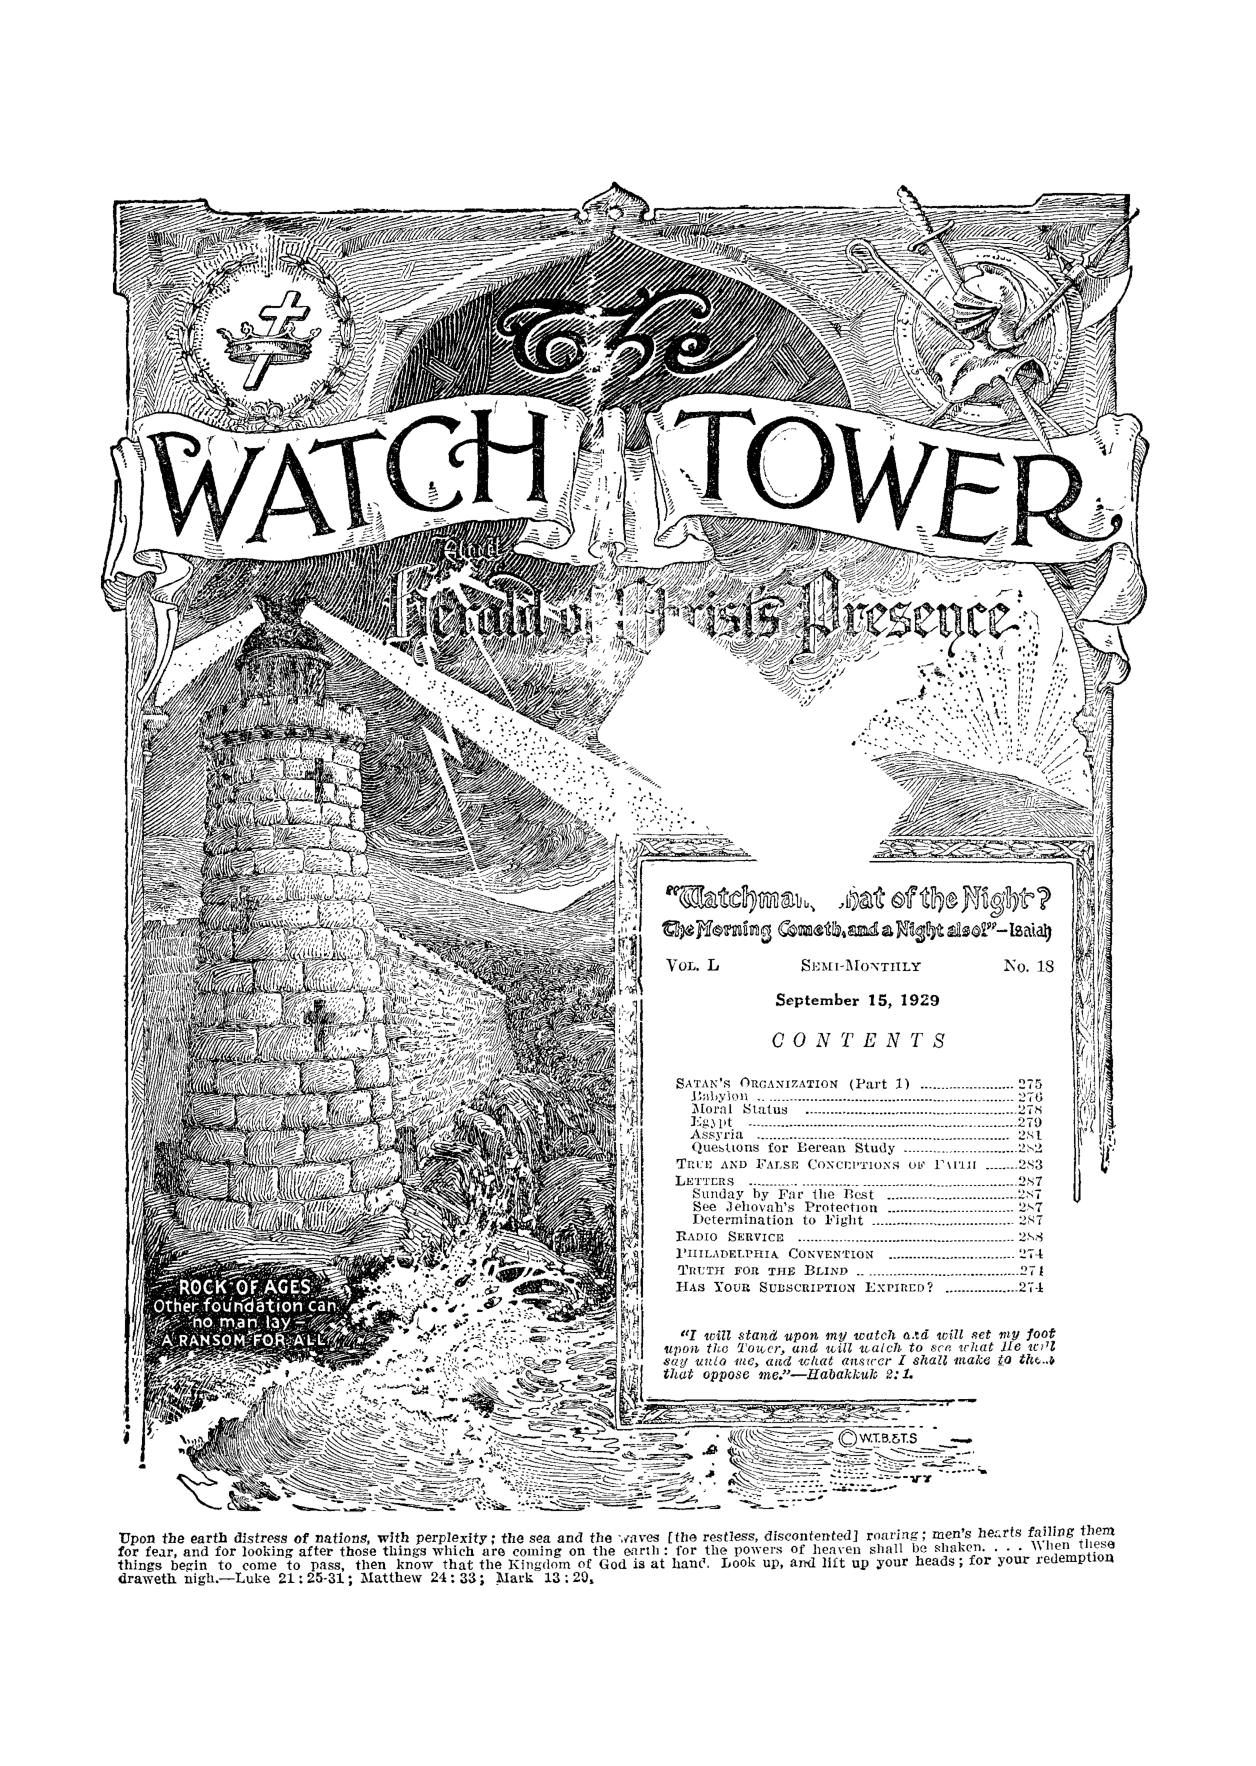 The
WATCH TOWER
And
Herald of Christ's Presence
"Watchman, of the Night?
The Morning Cometh, and a Night also!"—Isaiah
VOL. L SEMI-MONTHLY No. 18
September 15, 1929
CONTENTS
SATAN'S ORGANIZATION (Part 1) 275
Babylon 276
Moral Status 278
Egypt 279
Assyria 281
Questions for Berean Study 282
TRUE AND FALSE CONCEPTIONS OF FAITH 283
LETTERS 287
Sunday by Far the Best 287
See Jehovah's Protection 287
Determination to Fight 287
RADIO SERVICE 288
PHILADELPHIA CONVENTION 274
TRUTH FOR THE BLIND 274
HAS YOUR SUBSCRIPTION EXPIRED? 274
"I will stand upon my watch and will set my foot
upon the Tower, and will watch to see what He will
say unto me, and what answer I shall make to them
that oppose me."—Habakkuk 2:1.
ROCK OF AGES
Other foundation can
no man lay—
A RANSOM FOR ALL
©W.T.B.&T.S
Upon the earth distress of nations, with perplexity; the sea and the waves [the restless, discontented] roaring; men's hearts failing them
for fear, and for looking after those things which are coming on the earth: for the powers of heaven shall be shaken. . . . When these
things begin to come to pass, then know that the Kingdom of God is at hand. Look up, and lift up your heads; for your redemption
draweth nigh.—Luke 21:25-31; Matthew 24:33; Mark 13:29.